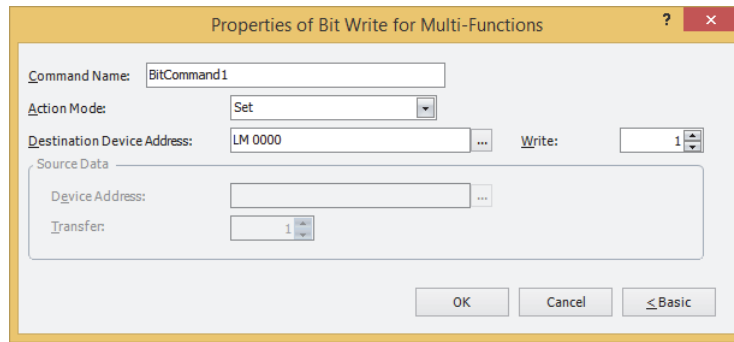 Properties of Bit Write for Multi-Functions ? ×
Command Name: BitCommand1
Action Mode: Set
Destination Device Address: LM 0000 ... Write: 1
Source Data
Device Address: ...
Transfer: 1
OK Cancel < Basic